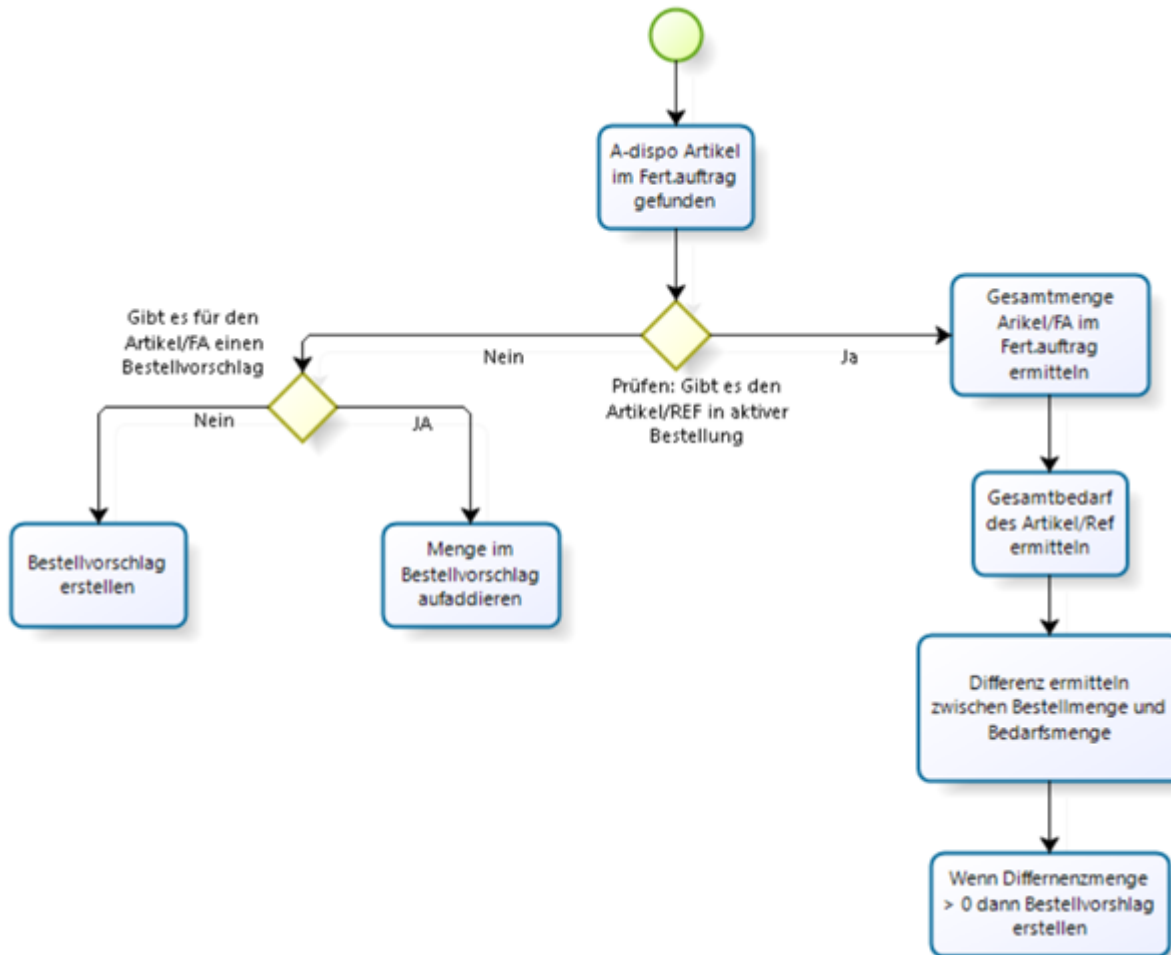 A-dispo Artikel
im Fert.auftrag
gefunden
Gibt es für den
Artikel/FA einen
Bestellvorschlag
Nein
Ja
Prüfen: Gibt es den
Artikel/REF in aktiver
Bestellung
Gesamtmenge
Arikel/FA im
Fert.auftrag
ermitteln
Nein
JA
Bestellvorschlag
erstellen
Menge im
Bestellvorschlag
aufaddieren
Gesamtbedarf
des Artikel/Ref
ermitteln
Differenz ermitteln
zwischen Bestellmenge und
Bedarfsmenge
Wenn Differnenzmenge
> 0 dann Bestellvorshlag
erstellen